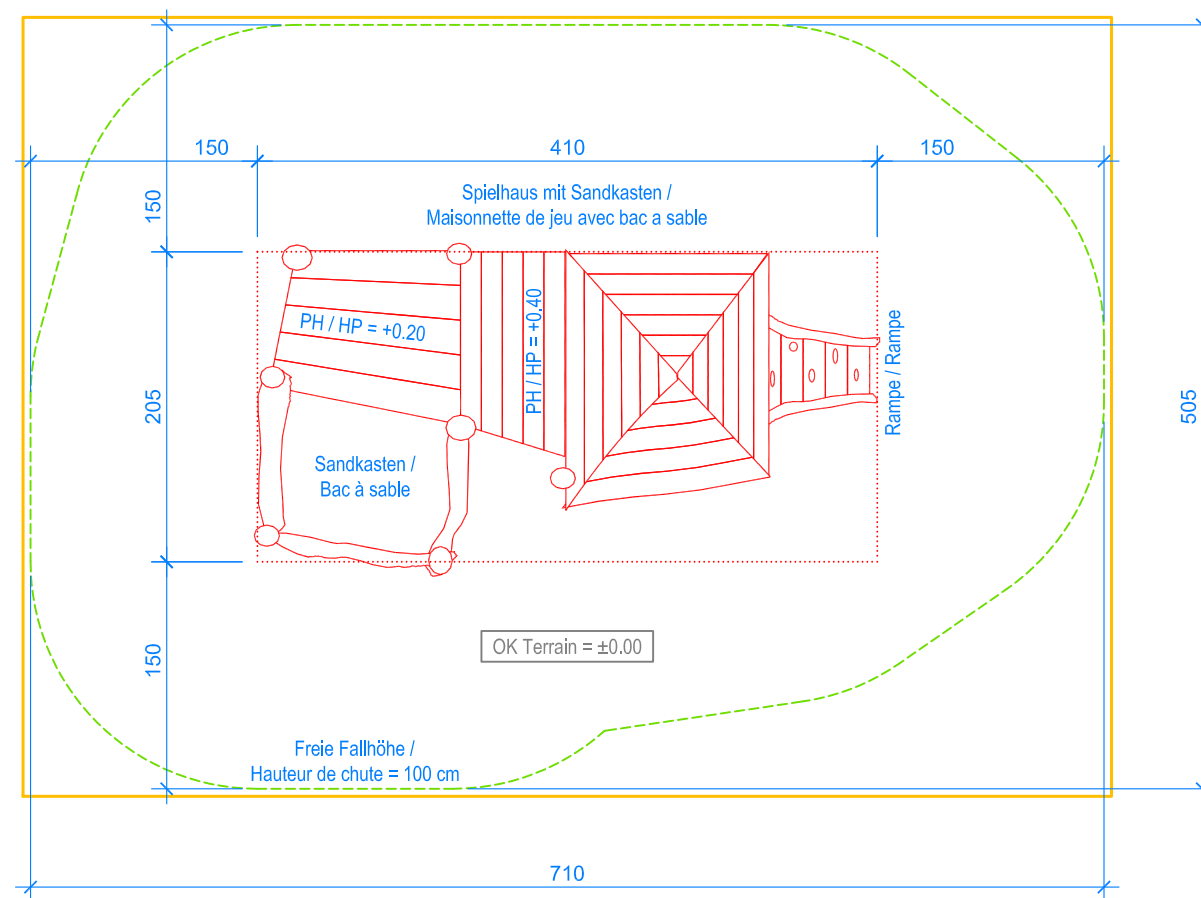 150
410
150
Spielhaus mit Sandkasten /
Maisonnette de jeu avec bac a sable
150
PH / HP = +0.20
PH / HP = +0.40
Rampe / Rampe
205
505
Sandkasten /
Bac à sable
OK Terrain = ±0.00
150
Freie Fallhöhe /
Hauteur de chute = 100 cm
710